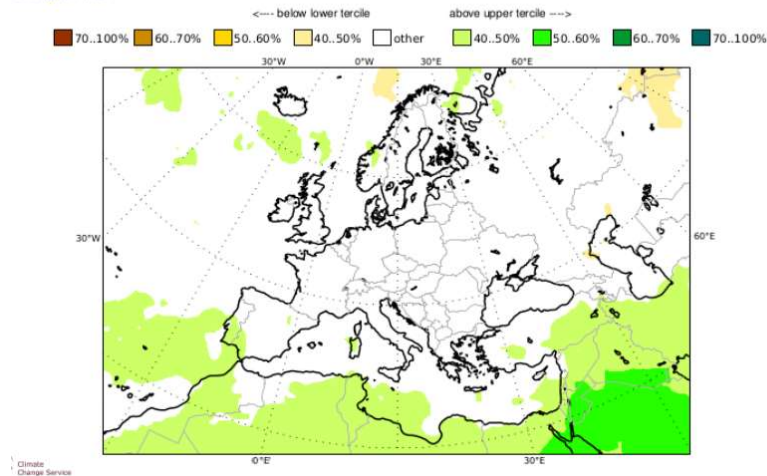 <---- below lower tercile above upper tercile ---->
70..100% 60..70% 50..60% 40..50% other 40..50% 50..60% 60..70% 70..100%
30°W 0°W 30°E 60°E
30°W 60°E
0°E 30°E
Climate
Change Service